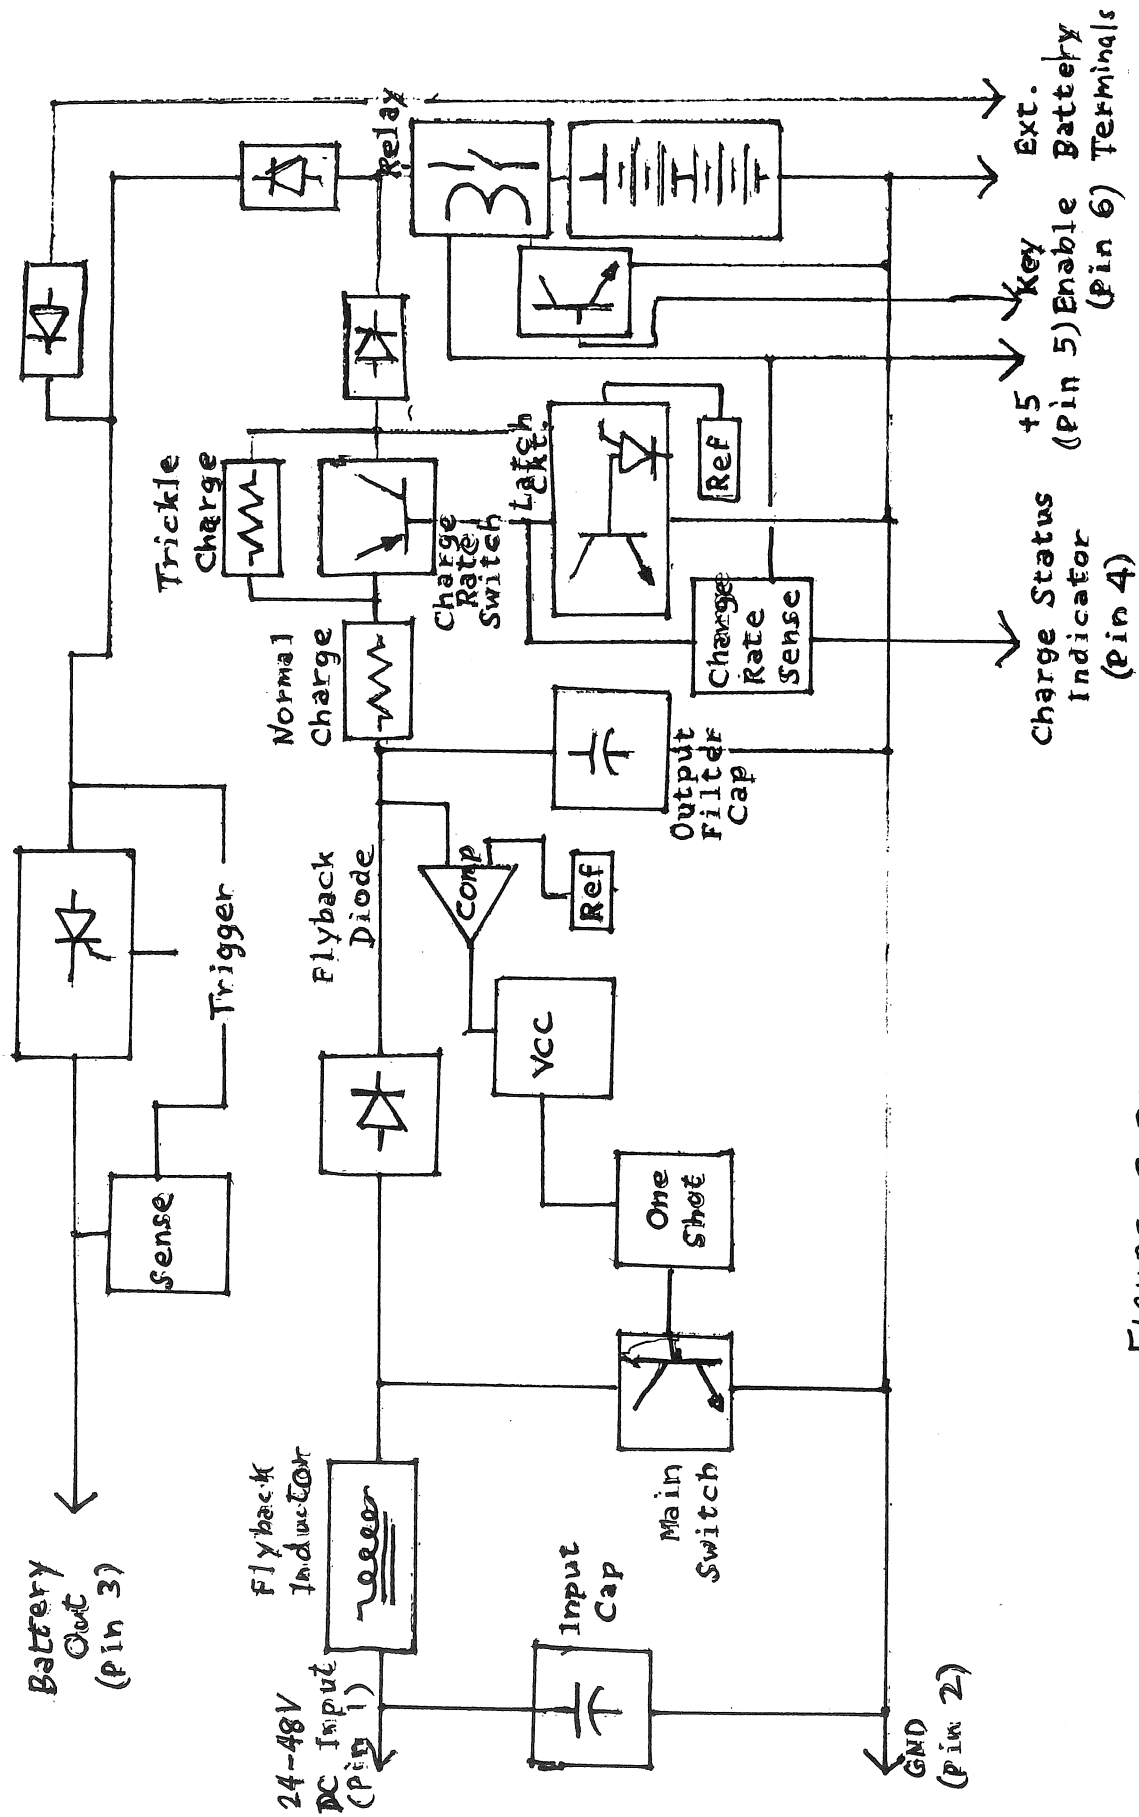 Battery
Out
(pin 3)
Sense
Trigger
24-48V
DC Input
(Pin 1)
Flyback
Inductor
Flyback
Diode
Normal
Charge
Trickle
Charge
Charge
Rate
Switch
Relay
Latch
Ckt.
Input
Cap
Main
Switch
One
Shot
VCC
Comp
Ref
Output
Filter
Cap
Charge
Rate
Sense
Ref
GND
(pin 2)
Charge Status
Indicator
(Pin 4)
+5
(Pin 5)
Key
Enable
(Pin 6)
Ext.
Battery
Terminals